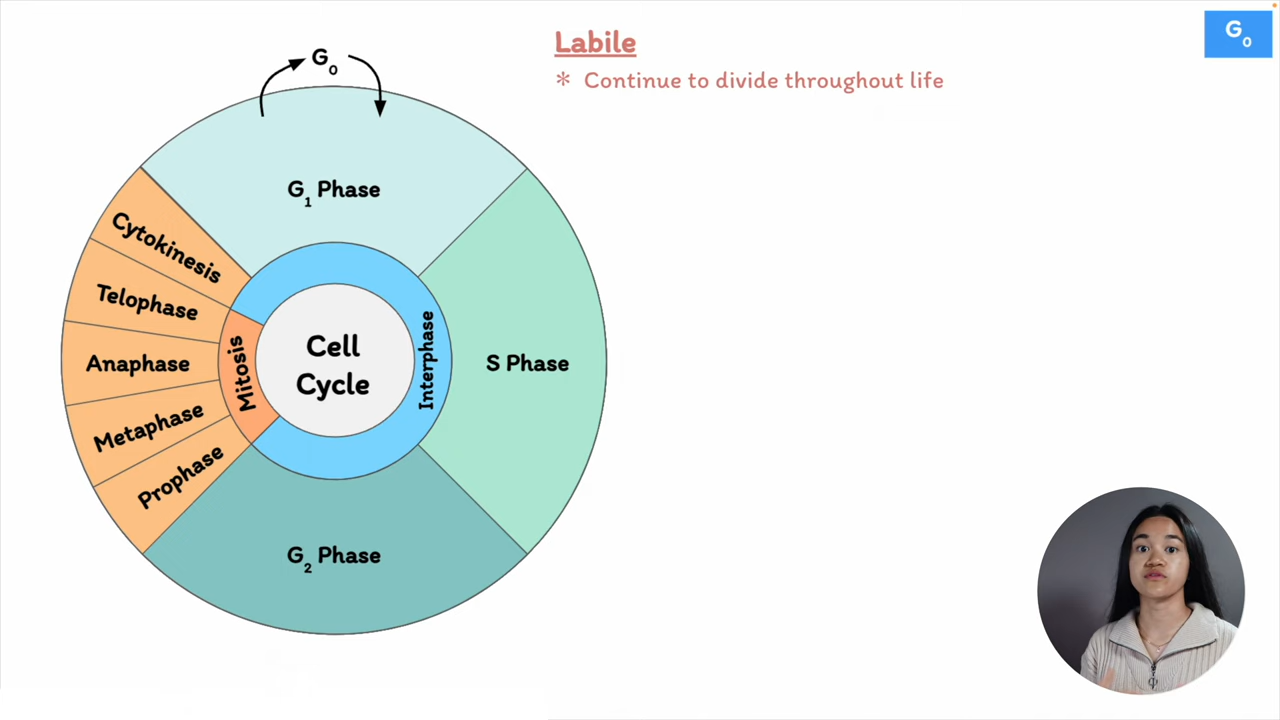 G₀
Labile
* Continue to divide throughout life
G₀
G₁ Phase
Cytokinesis
Telophase
Anaphase
Metaphase
Prophase
Mitosis
Cell
Cycle
Interphase
S Phase
G₂ Phase